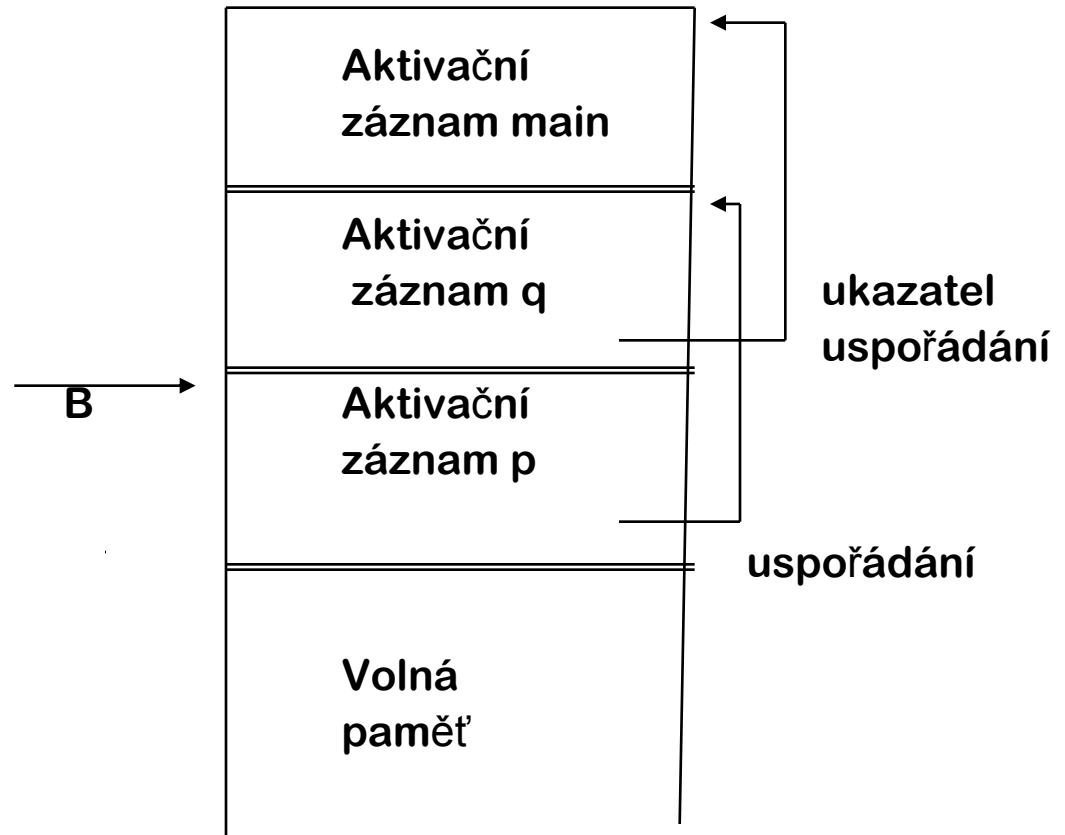 Aktivační
záznam main
Aktivační
záznam q
ukazatel
uspořádání
B
Aktivační
záznam p
uspořádání
Volná
paměť